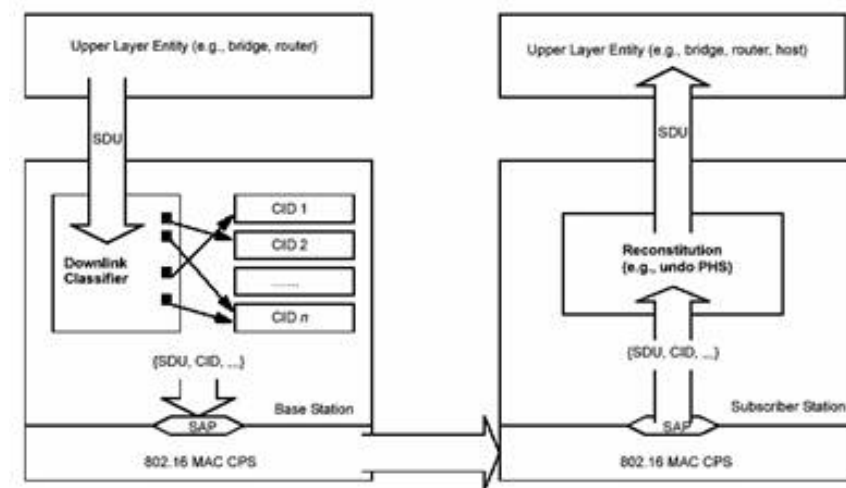 Upper Layer Entity (e.g., bridge, router)
SDU
Downlink
Classifier
CID 1
CID 2
........
CID n
{SDU, CID, ...}
SAP
Base Station
802.16 MAC CPS
Upper Layer Entity (e.g., bridge, router, host)
SDU
Reconstitution
(e.g., undo PHS)
{SDU, CID, ...}
SAP
Subscriber Station
802.16 MAC CPS